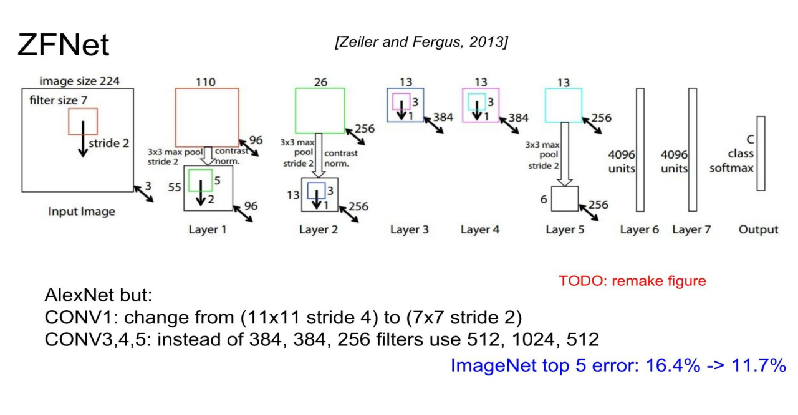 ZFNet
[Zeiler and Fergus, 2013]
image size 224
filter size 7
stride 2
3
Input Image
110
96
3x3 max pool
stride 2
contrast
norm.
55
5
2
96
Layer 1
26
256
3x3 max
pool
stride 2
contrast
norm.
13
3
1
256
Layer 2
13
3
1
384
Layer 3
13
3
1
384
Layer 4
13
256
3x3 max
pool
stride 2
6
256
Layer 5
4096
units
Layer 6
4096
units
Layer 7
C
class
softmax
Output
TODO: remake figure
AlexNet but:
CONV1: change from (11x11 stride 4) to (7x7 stride 2)
CONV3,4,5: instead of 384, 384, 256 filters use 512, 1024, 512
ImageNet top 5 error: 16.4% -> 11.7%